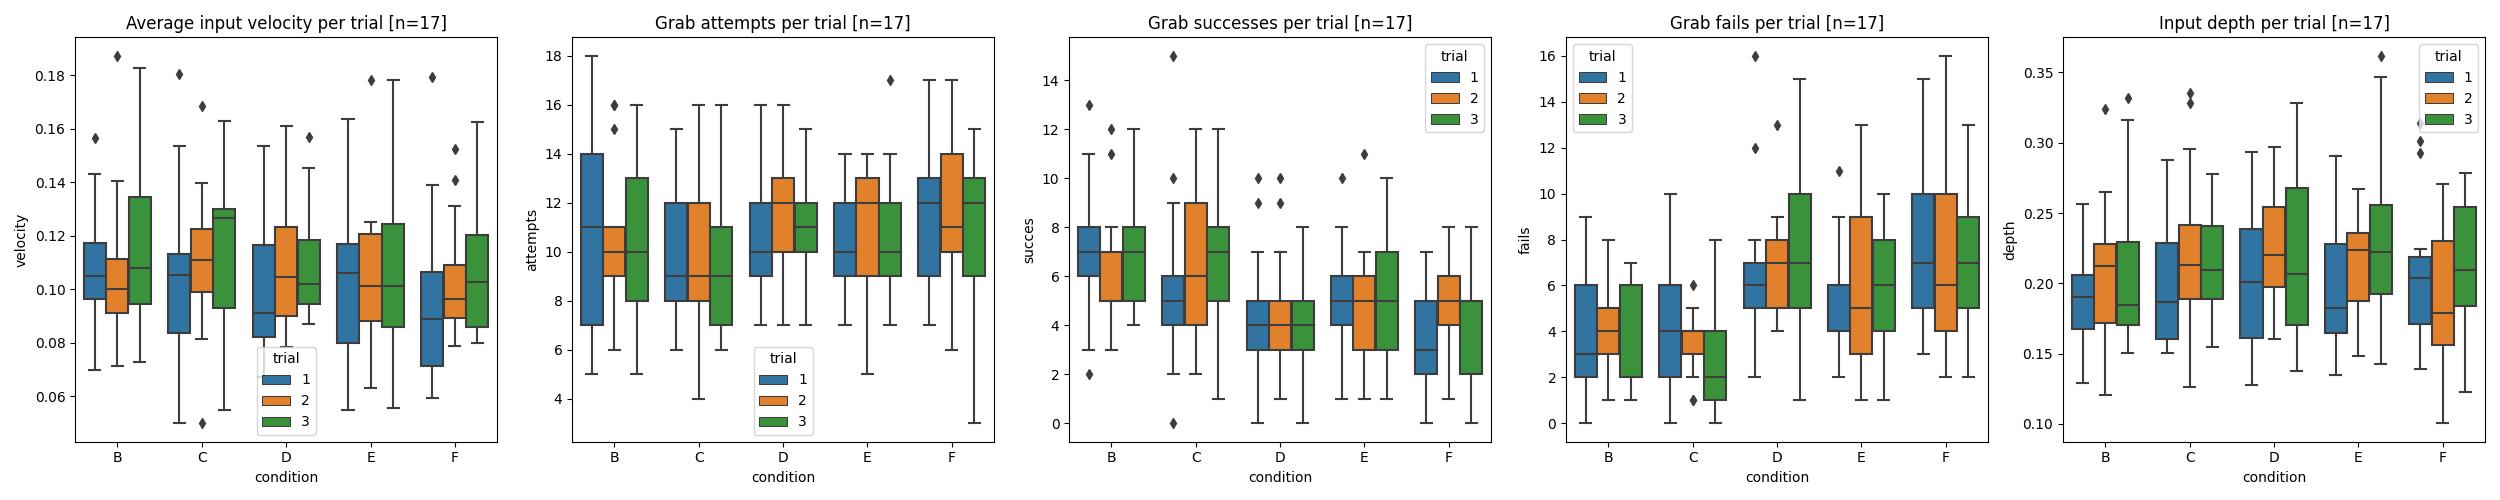 Average input velocity per trial [n=17]
velocity
0.18
0.16
0.14
0.12
0.10
0.08
0.06
trial
1
2
3
B C D E F
condition
Grab attempts per trial [n=17]
attempts
18
16
14
12
10
8
6
4
trial
1
2
3
B C D E F
condition
Grab successes per trial [n=17]
succes
14
12
10
8
6
4
2
0
trial
1
2
3
B C D E F
condition
Grab fails per trial [n=17]
fails
16
14
12
10
8
6
4
2
0
trial
1
2
3
B C D E F
condition
Input depth per trial [n=17]
depth
0.35
0.30
0.25
0.20
0.15
0.10
trial
1
2
3
B C D E F
condition